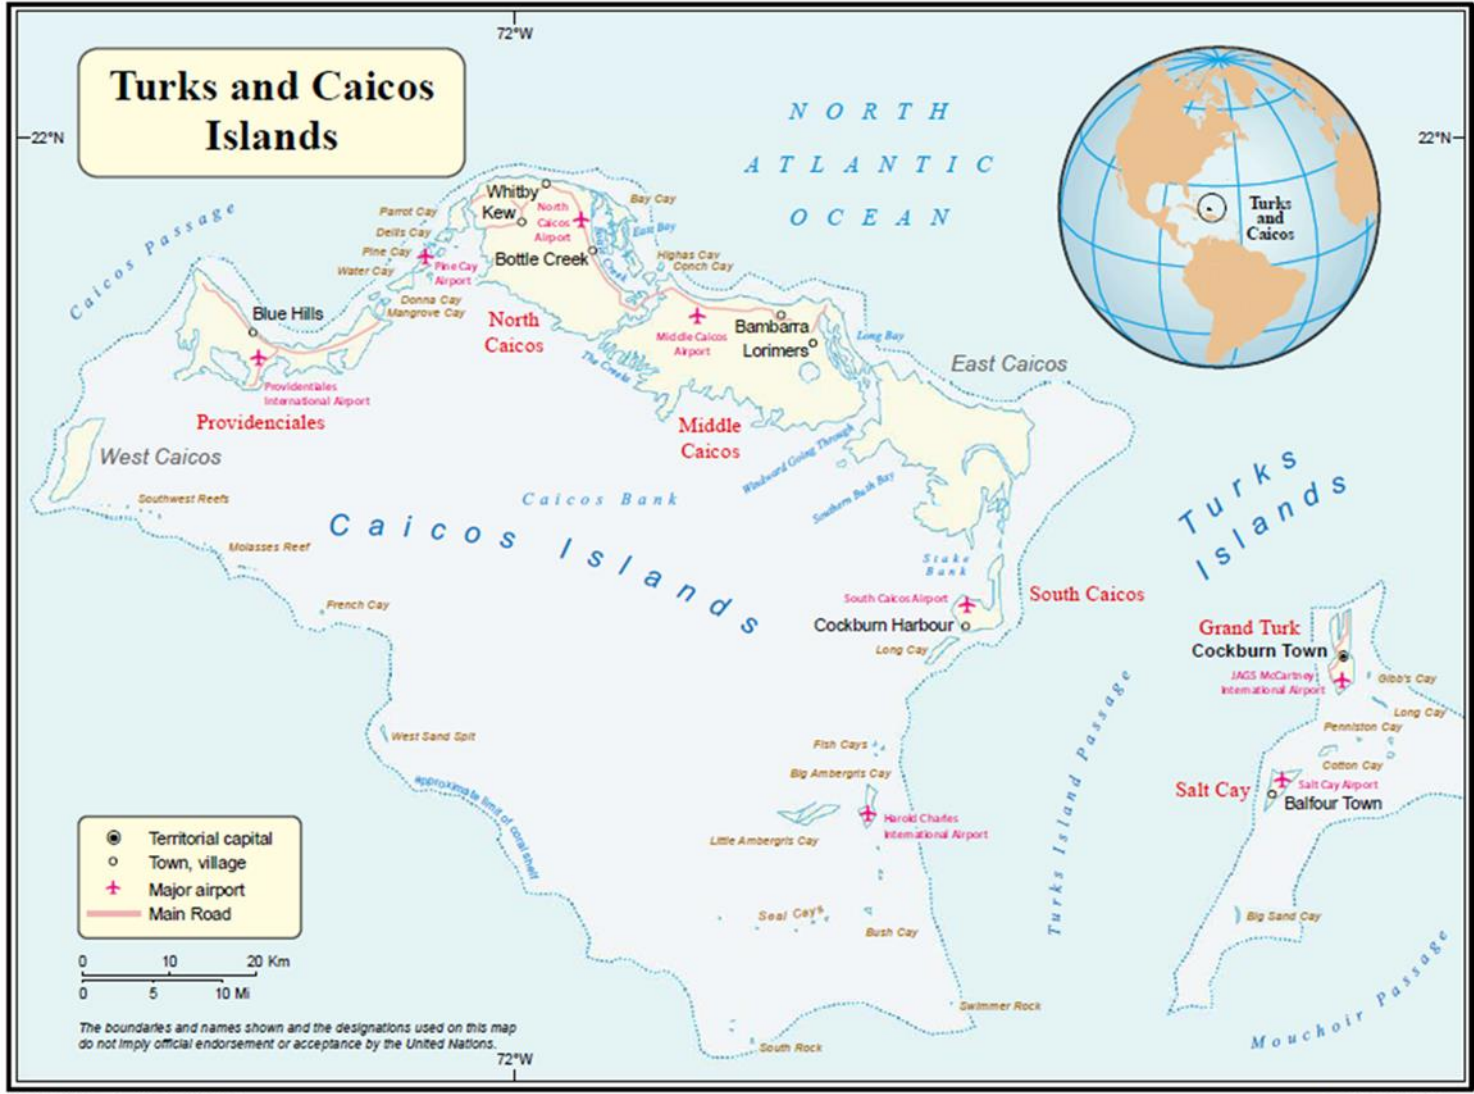 72°W
Turks and Caicos
Islands
22°N
22°N
NORTH
ATLANTIC
OCEAN
Turks
and
Caicos
Caicos Passage
Whitby
Kew
North
Caicos
Airport
Bottle Creek
Bay Cay
East Bay
Parrot Cay
Dells Cay
Pine Cay
Water Cay
Pine Cay
Airport
Donna Cay
Mangrove Cay
Highas Cay
Conch Cay
Blue Hills
Providentiales
International Airport
Providenciales
North
Caicos
The Creeks
Middle Caicos
Airport
Bambarra
Lorimers
Long Bay
East Caicos
Middle
Caicos
Windward Going Through
Southern Bush Bay
West Caicos
Southwest Reefs
Molasses Reef
French Cay
Caicos Bank
Caicos Islands
Stake
Bank
South Caicos Airport
South Caicos
Cockburn Harbour
Long Cay
Turks
Islands
Grand Turk
Cockburn Town
JAGS McCartney
International Airport
Gibb's Cay
Long Cay
Penniston Cay
Cotton Cay
Salt Cay
Salt Cay Airport
Balfour Town
Big Sand Cay
Turks Island Passage
Mouchoir Passage
West Sand Spit
approximate limit of coral shelf
Fish Cays
Big Ambergris Cay
Little Ambergris Cay
Harold Charles
International Airport
Seal Cays
Bush Cay
Swimmer Rock
South Rock
Territorial capital
Town, village
Major airport
Main Road
0 10 20 Km
0 5 10 Mi
The boundaries and names shown and the designations used on this map
do not imply official endorsement or acceptance by the United Nations.
72°W